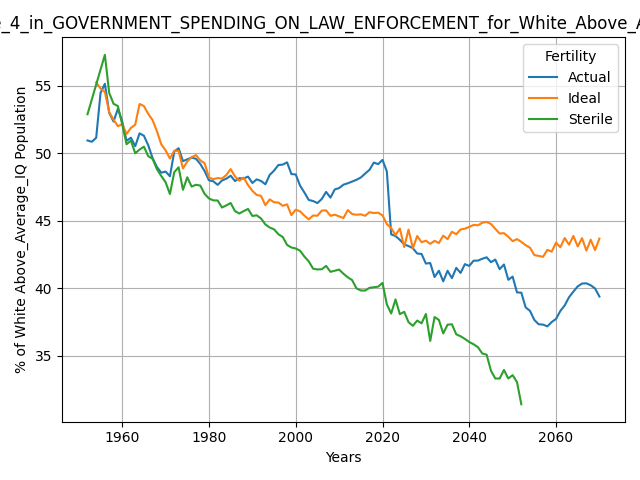 _4_in_GOVERNMENT_SPENDING_ON_LAW_ENFORCEMENT_for_White_Above_A
% of White Above_Average_IQ Population
55
50
45
40
35
Fertility
Actual
Ideal
Sterile
1960
1980
2000
2020
2040
2060
Years